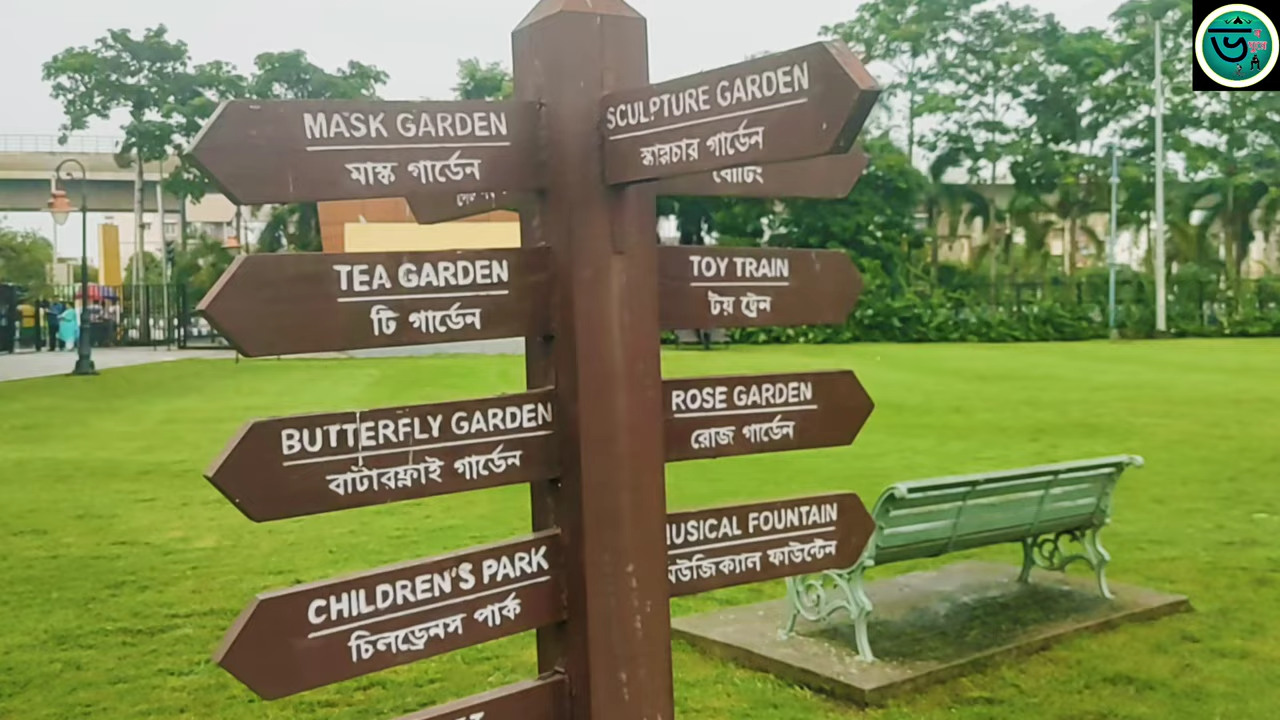 MASK GARDEN
মাস্ক গার্ডেন
SCULPTURE GARDEN
স্কাল্পচার গার্ডেন
বোটিং
TEA GARDEN
টি গার্ডেন
TOY TRAIN
টয় ট্রেন
BUTTERFLY GARDEN
বাটারফ্লাই গার্ডেন
ROSE GARDEN
রোজ গার্ডেন
CHILDREN'S PARK
চিলড্রেনস পার্ক
MUSICAL FOUNTAIN
মিউজিক্যাল ফাউন্টেন